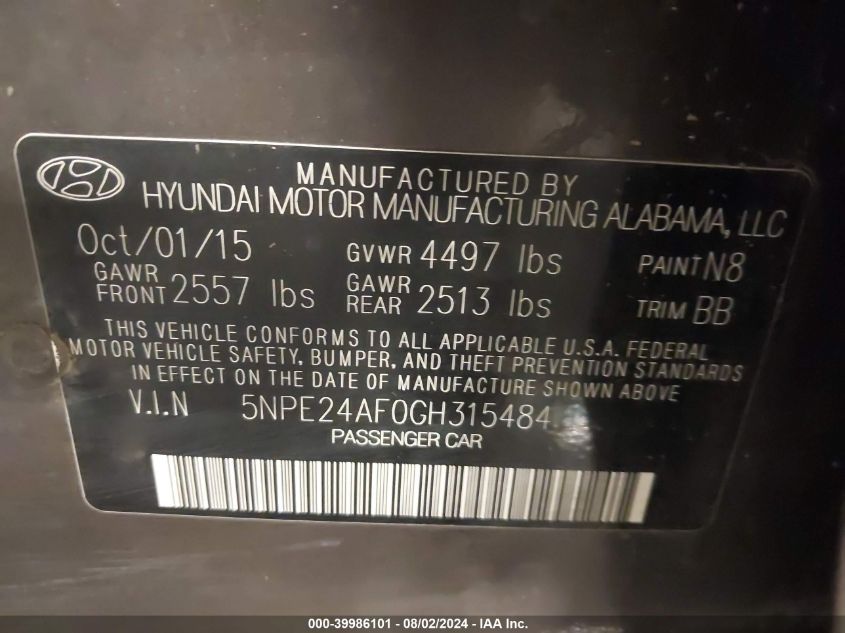 MANUFACTURED BY
HYUNDAI MOTOR MANUFACTURING ALABAMA, LLC
Oct/01/15 GVWR 4497 lbs PAINT N8
GAWR FRONT 2557 lbs GAWR REAR 2513 lbs TRIM BB
THIS VEHICLE CONFORMS TO ALL APPLICABLE U.S.A. FEDERAL
MOTOR VEHICLE SAFETY, BUMPER, AND THEFT PREVENTION STANDARDS
IN EFFECT ON THE DATE OF MANUFACTURE SHOWN ABOVE
V.I.N 5NPE24AF0GH315484
PASSENGER CAR
000-39986101 - 08/02/2024 - IAA Inc.